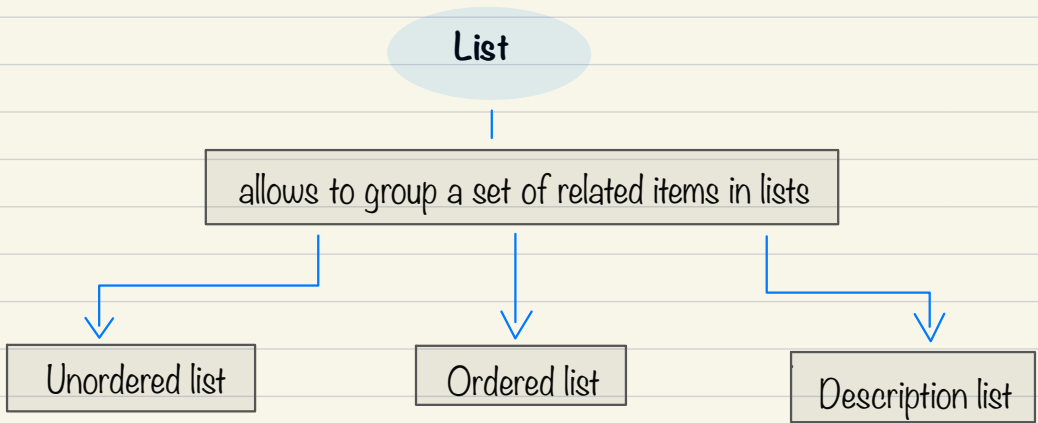 List
allows to group a set of related items in lists
Unordered list
Ordered list
Description list